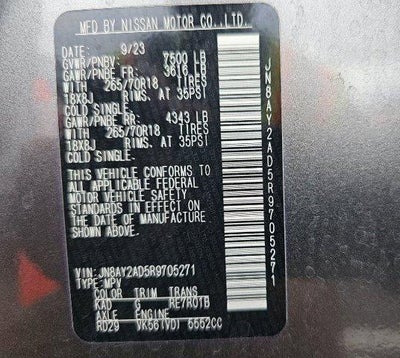 MFD BY NISSAN MOTOR CO.,LTD.
DATE: 9/23
GVWR/PNBV: 7500 LB
GAWR/PNBE FR: 3616 LB
WITH 265/70R18 TIRES
18X8J RIMS. AT 35PSI
COLD SINGLE.
GAWR/PNBE RR: 4343 LB
WITH 265/70R18 TIRES
18X8J RIMS. AT 35PSI
COLD SINGLE.
THIS VEHICLE CONFORMS TO
ALL APPLICABLE FEDERAL
MOTOR VEHICLE SAFETY
STANDARDS IN EFFECT ON
THE DATE OF MANUFACTURE
SHOWN ABOVE.
VIN: JN8AY2AD5R9705271
TYPE: MPV
COLOR TRIM TRANS
KAD G RE7R01B
AXLE ENGINE
RD29 VK56(VD) 5552CC
JN8AY2AD5R9705271